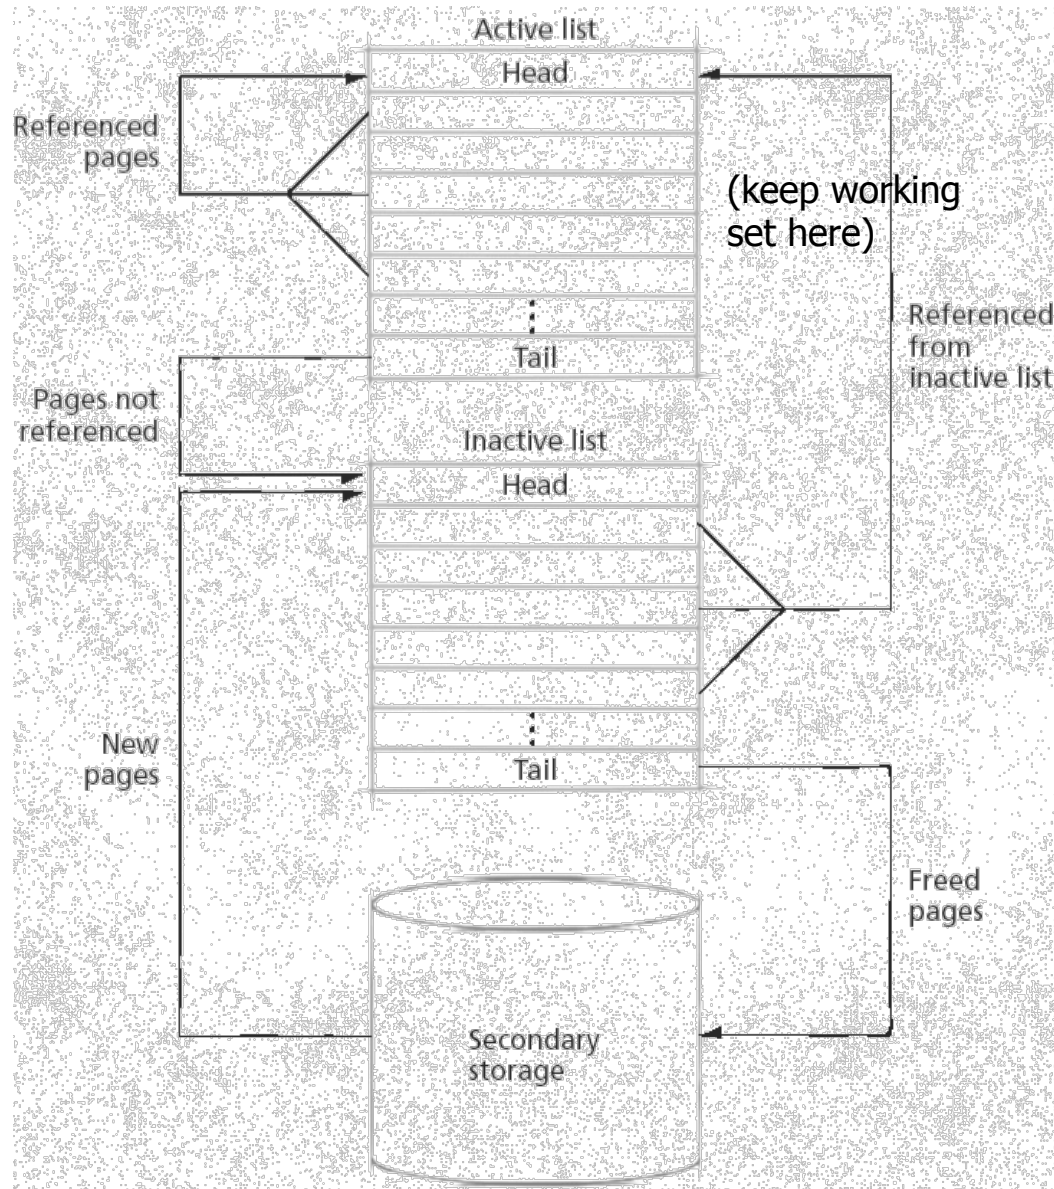 Active list
Head
Referenced
pages
(keep working
set here)
Referenced
from
inactive list
Tail
Pages not
referenced
Inactive list
Head
New
pages
Tail
Freed
pages
Secondary
storage